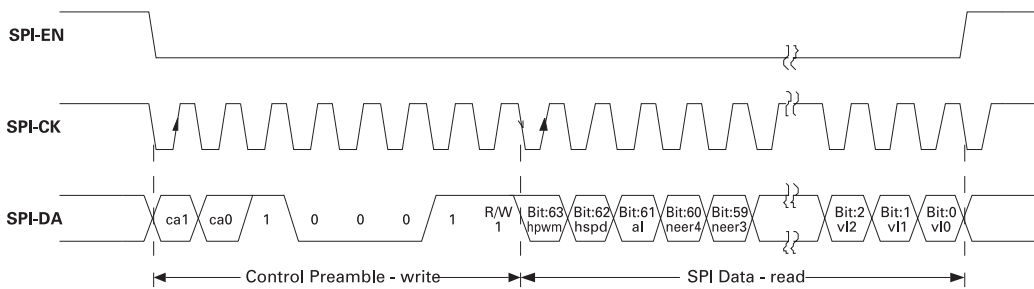 SPI-EN
SPI-CK
SPI-DA
ca1 ca0 1 0 0 0 1 R/W Bit:63 Bit:62 Bit:61 Bit:60 Bit:59 Bit:2 Bit:1 Bit:0
1 hpwm hspd al neer4 neer3 vl2 vl1 vl0
Control Preamble - write SPI Data - read